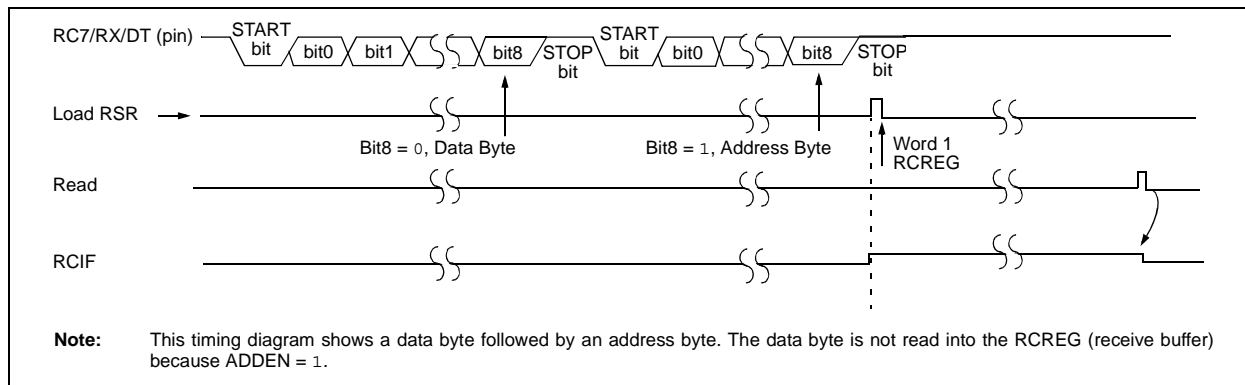 RC7/RX/DT (pin)
START bit
bit0
bit1
bit8
STOP bit
START bit
bit0
bit8
STOP bit
Load RSR
Bit8 = 0, Data Byte
Bit8 = 1, Address Byte
Word 1
RCREG
Read
RCIF
Note: This timing diagram shows a data byte followed by an address byte. The data byte is not read into the RCREG (receive buffer)
because ADDEN = 1.